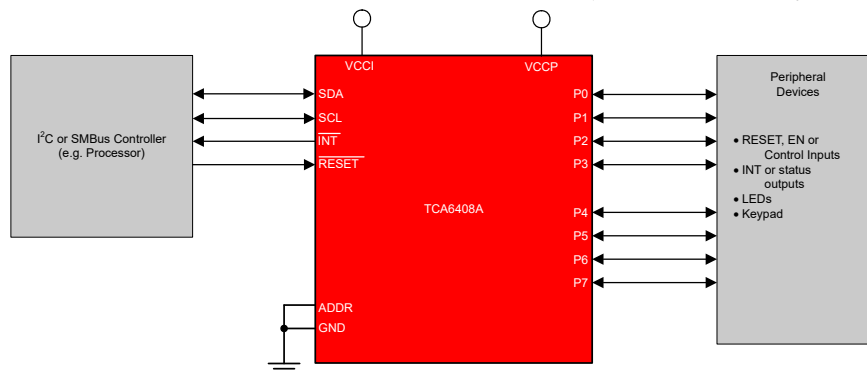 VCCI
VCCP
I²C or SMBus Controller
(e.g. Processor)
SDA
SCL
INT
RESET
TCA6408A
ADDR
GND
P0
P1
P2
P3
P4
P5
P6
P7
Peripheral
Devices
• RESET, EN or
Control Inputs
• INT or status
outputs
• LEDs
• Keypad